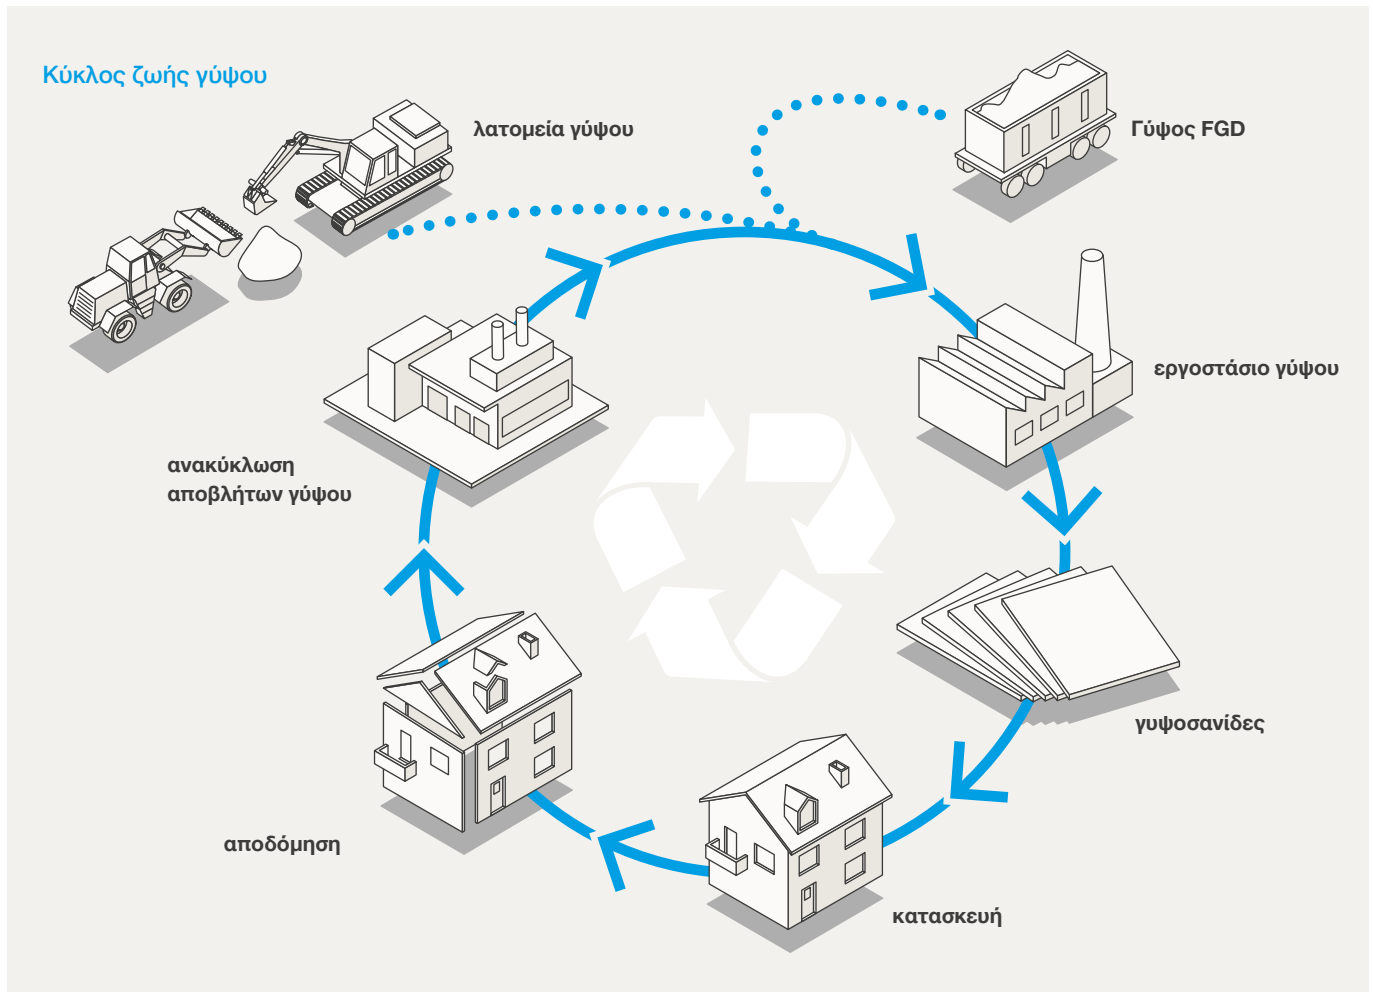 Κύκλος ζωής γύψου
λατομεία γύψου
Γύψος FGD
εργοστάσιο γύψου
ανακύκλωση
αποβλήτων γύψου
γυψοσανίδες
αποδόμηση
κατασκευή